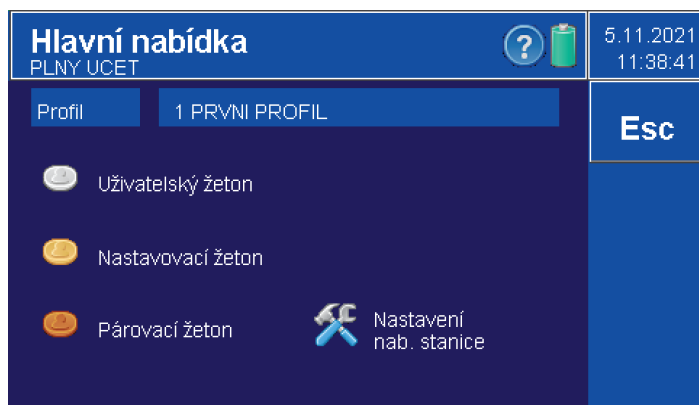 Hlavní nabídka
PLNY UCET
?
5.11.2021
11:38:41
Esc
Profil
1 PRVNI PROFIL
Uživatelský žeton
Nastavovací žeton
Párovací žeton
Nastavení
nab. stanice